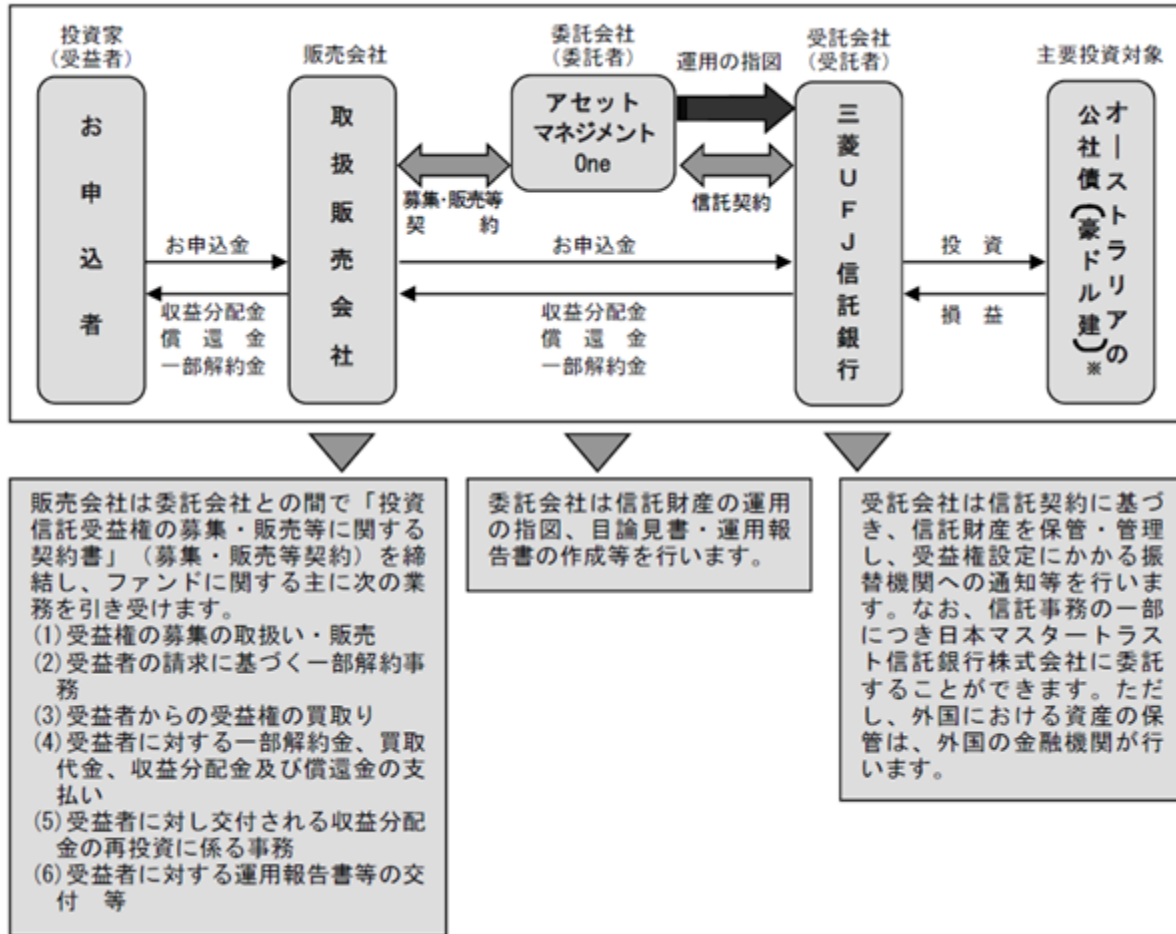 投資家
(受益者)
お申込者
販売会社
取扱販売会社
委託会社
(委託者)
アセット
マネジメント
One
運用の指図
受託会社
(受託者)
三菱UFJ信託銀行
主要投資対象
オーストラリアの
公社債(豪ドル建)※
募集・販売等
契　　約
信託契約
お申込金
収益分配金
償　還　金
一部解約金
お申込金
収益分配金
償　還　金
一部解約金
投　資
損　益
販売会社は委託会社との間で「投資
信託受益権の募集・販売等に関する
契約書」（募集・販売等契約）を締
結し、ファンドに関する主に次の業
務を引き受けます。
(1)受益権の募集の取扱い・販売
(2)受益者の請求に基づく一部解約事
務
(3)受益者からの受益権の買取り
(4)受益者に対する一部解約金、買取
代金、収益分配金及び償還金の支
払い
(5)受益者に対し交付される収益分配
金の再投資に係る事務
(6)受益者に対する運用報告書等の交
付　等
委託会社は信託財産の運用
の指図、目論見書・運用報
告書の作成等を行います。
受託会社は信託契約に基づ
き、信託財産を保管・管理
し、受益権設定にかかる振
替機関への通知等を行いま
す。なお、信託事務の一部
につき日本マスタートラス
ト信託銀行株式会社に委託
することができます。ただ
し、外国における資産の保
管は、外国の金融機関が行
います。